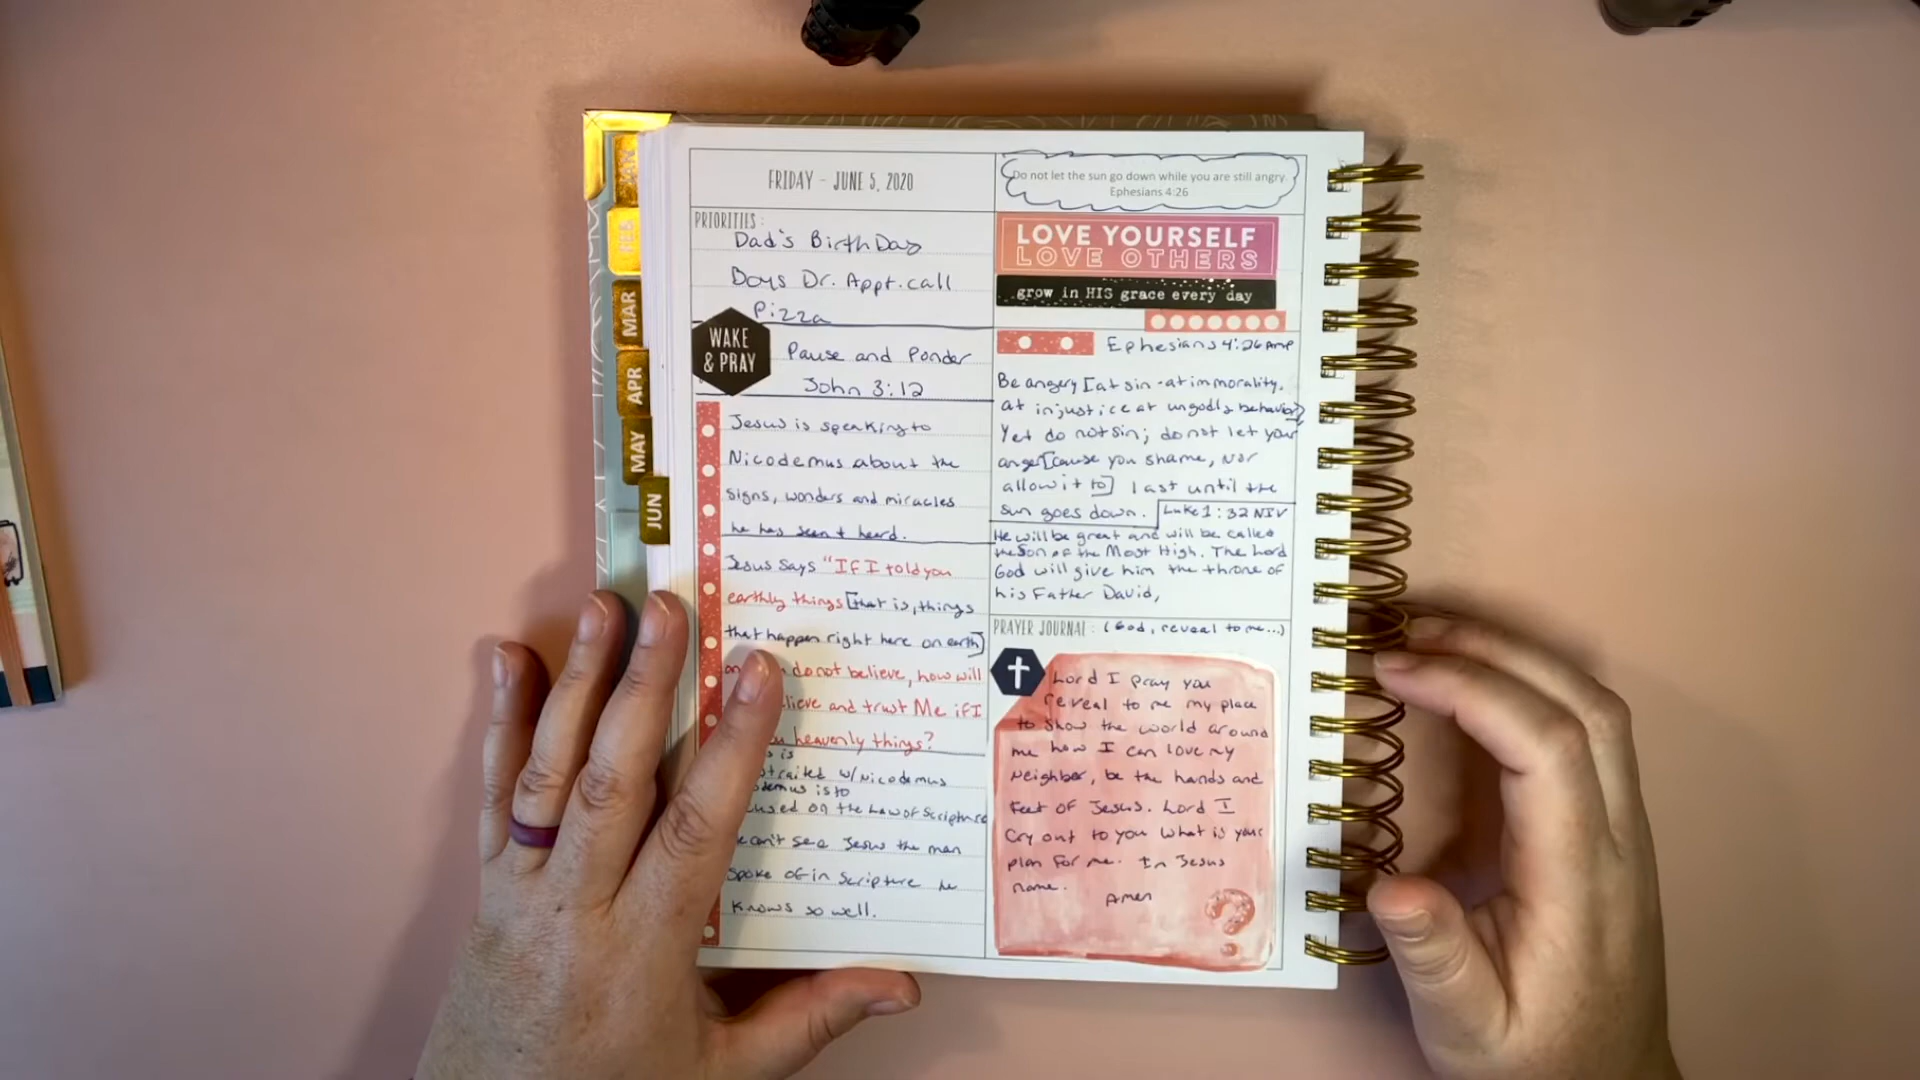 JAN
FEB
MAR
APR
MAY
JUN
FRIDAY - JUNE 5, 2020
PRIORITIES:
Dad's BirthDay
Boys Dr. Appt. call
Pizza
WAKE
& PRAY
Pause and Ponder
John 3:12
Jesus is speaking to
Nicodemus about the
signs, wonders and miracles
he has seen + heard.
Jesus says "If I told you
earthly things [that is, things
that happen right here on earth]
do not believe, how will
lieve and trust Me if I
heavenly things?
is
w/ Nicodemus
is to
used on the Law of Scripture
can't see Jesus the man
spoke of in Scripture he
knows so well.
Do not let the sun go down while you are still angry.
Ephesians 4:26
LOVE YOURSELF
LOVE OTHERS
grow in HIS grace every day
Ephesians 4:26 AMP
Be angery [at sin - at immorality,
at injustice at ungodly behavior]
Yet do not sin; do not let your
anger [cause you shame, nor
allow it to] last until the
sun goes down.
Luke 1:32 NIV
He will be great and will be called
the Son of the Most High. The Lord
God will give him the throne of
his Father David,
PRAYER JOURNAL: (God, reveal to me...)
Lord I pray you
reveal to me my place
to show the world around
me how I can love my
Neighbor, be the hands and
feet of Jesus. Lord I
Cry out to you what is your
plan for me. In Jesus
name.
Amen
?